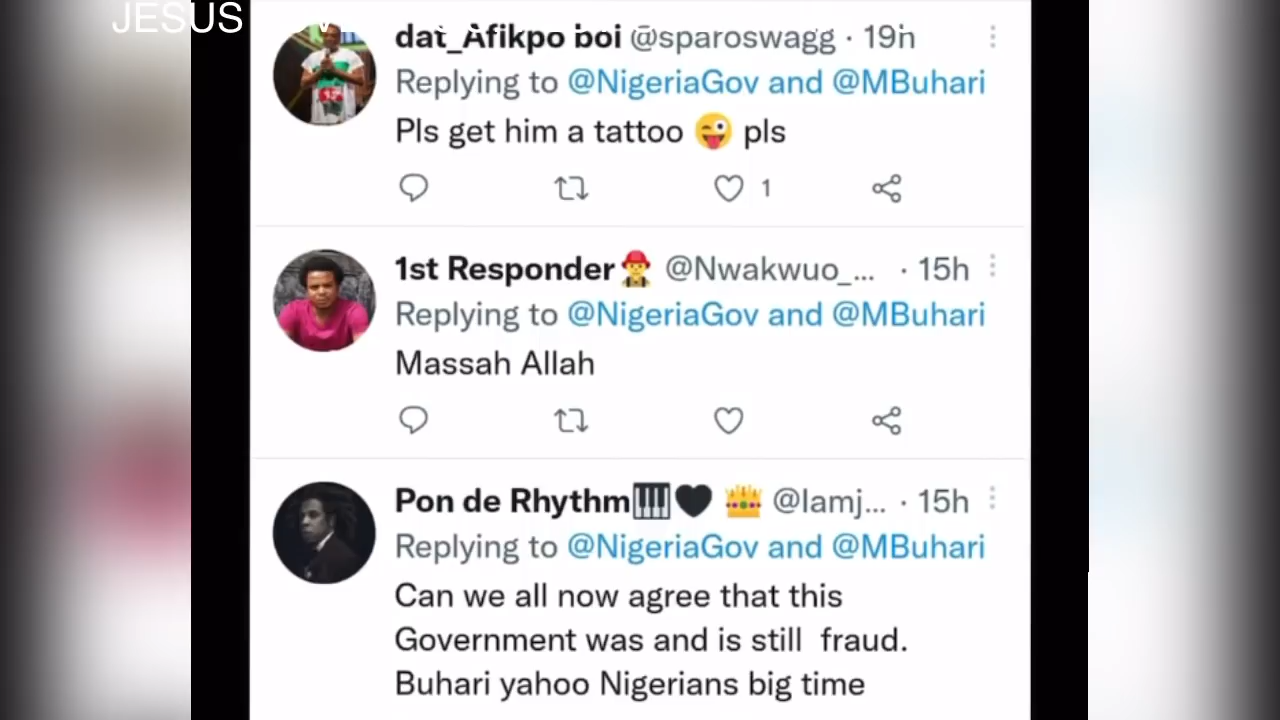 JESUS
dat_Afikpo boi @sparoswagg · 19h
Replying to @NigeriaGov and @MBuhari
Pls get him a tattoo 😜 pls
1
1st Responder👨‍🚒 @Nwakwuo_... · 15h
Replying to @NigeriaGov and @MBuhari
Massah Allah
Pon de Rhythm🎹🖤 👑 @Iamj... · 15h
Replying to @NigeriaGov and @MBuhari
Can we all now agree that this
Government was and is still fraud.
Buhari yahoo Nigerians big time